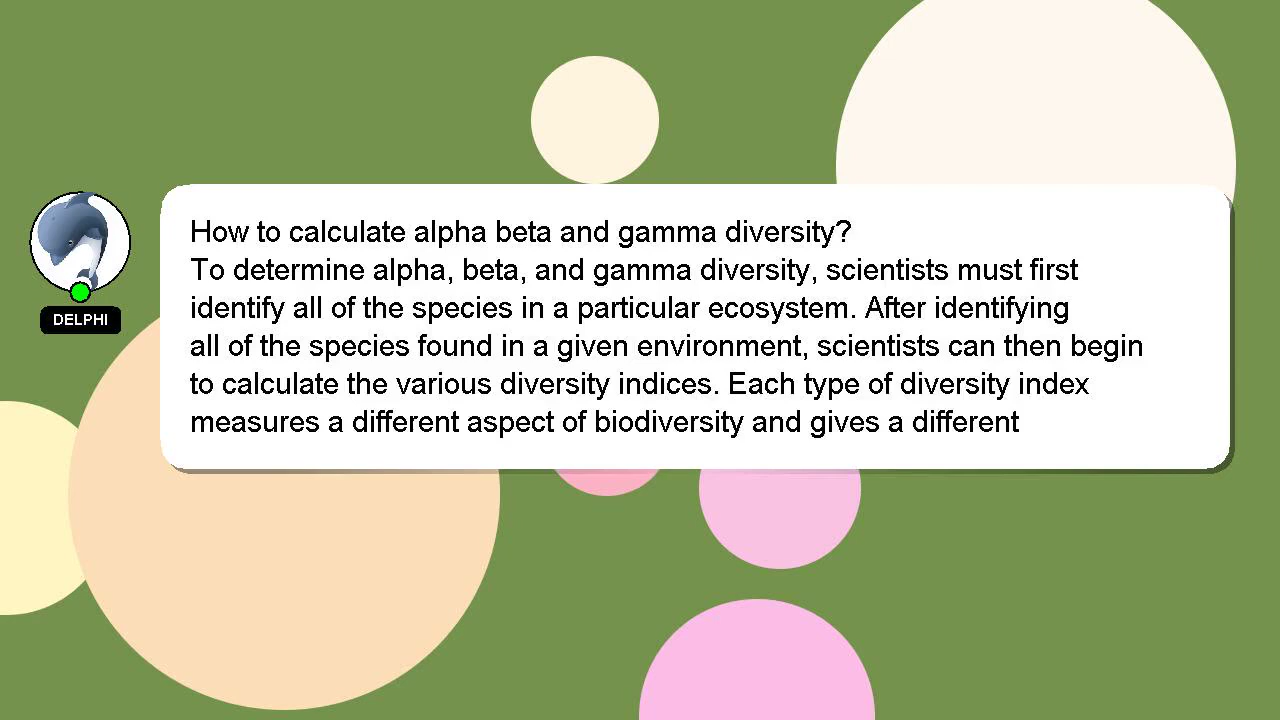 How to calculate alpha beta and gamma diversity?
To determine alpha, beta, and gamma diversity, scientists must first
identify all of the species in a particular ecosystem. After identifying
all of the species found in a given environment, scientists can then begin
to calculate the various diversity indices. Each type of diversity index
measures a different aspect of biodiversity and gives a different
DELPHI